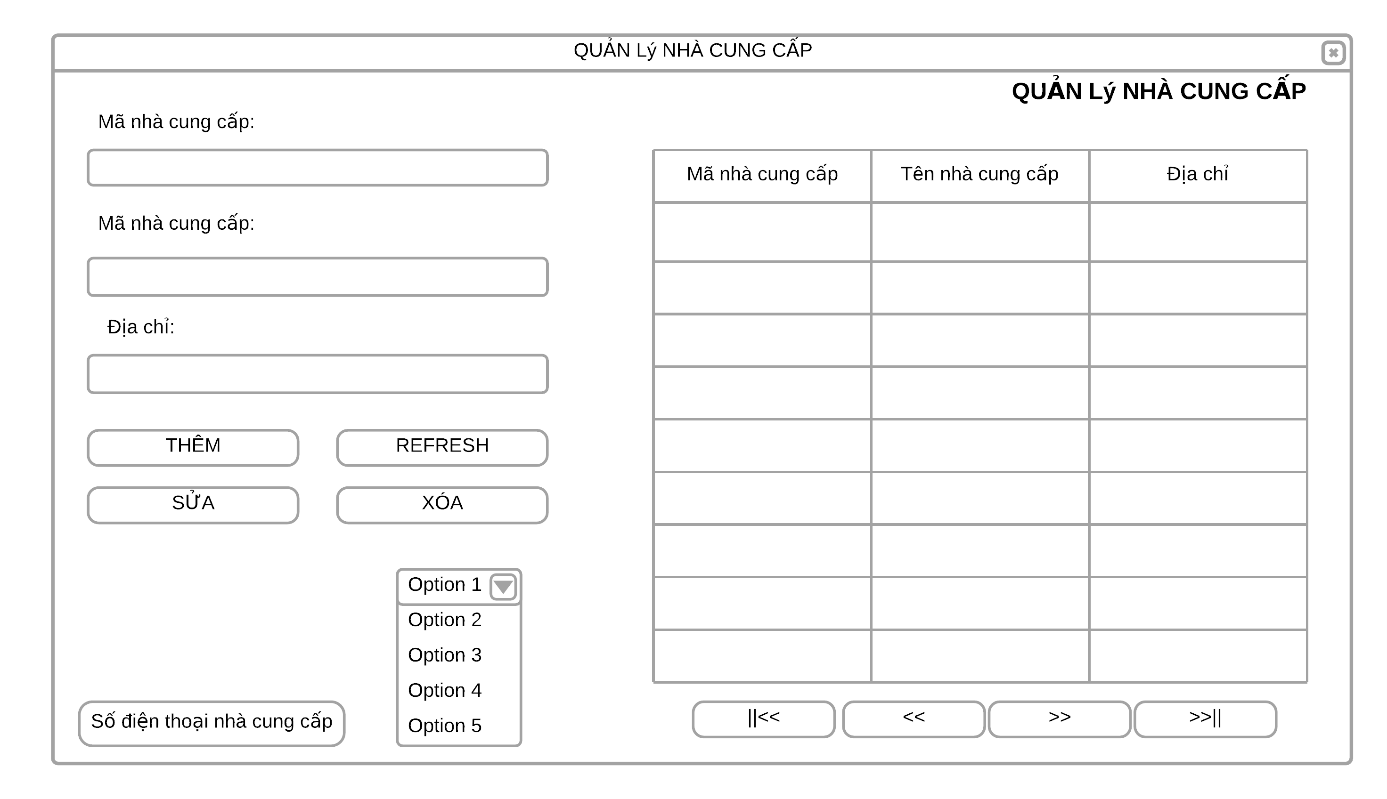 QUẢN Lý NHÀ CUNG CẤP
QUẢN Lý NHÀ CUNG CẤP
Mã nhà cung cấp:
Mã nhà cung cấp:
Địa chỉ:
THÊM
REFRESH
SỬA
XÓA
Option 1
Option 2
Option 3
Option 4
Option 5
Số điện thoại nhà cung cấp
Mã nhà cung cấp
Tên nhà cung cấp
Địa chỉ
||<<
<<
>>
>>||